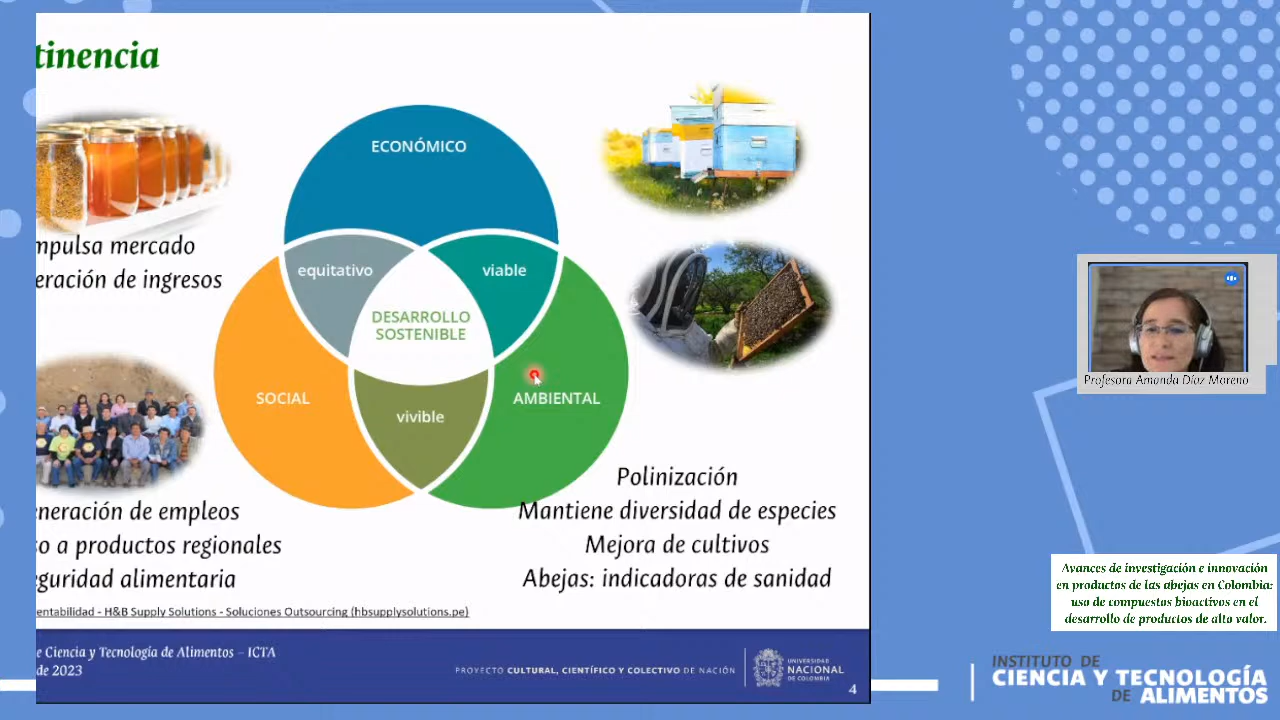 tinencia
ECONÓMICO
mpulsa mercado
eración de ingresos
equitativo
viable
DESARROLLO
SOSTENIBLE
SOCIAL
AMBIENTAL
vivible
Polinización
Mantiene diversidad de especies
Mejora de cultivos
Abejas: indicadoras de sanidad
eneración de empleos
so a productos regionales
eguridad alimentaria
entabilidad - H&B Supply Solutions - Soluciones Outsourcing (hbsupplysolutions.pe)
e Ciencia y Tecnología de Alimentos – ICTA
de 2023
PROYECTO CULTURAL, CIENTÍFICO Y COLECTIVO DE NACIÓN
UNIVERSIDAD
NACIONAL
DE COLOMBIA
4
Profesora Amanda Díaz Moreno
Avances de investigación e innovación
en productos de las abejas en Colombia:
uso de compuestos bioactivos en el
desarrollo de productos de alto valor.
INSTITUTO DE
CIENCIA Y TECNOLOGÍA
DE ALIMENTOS